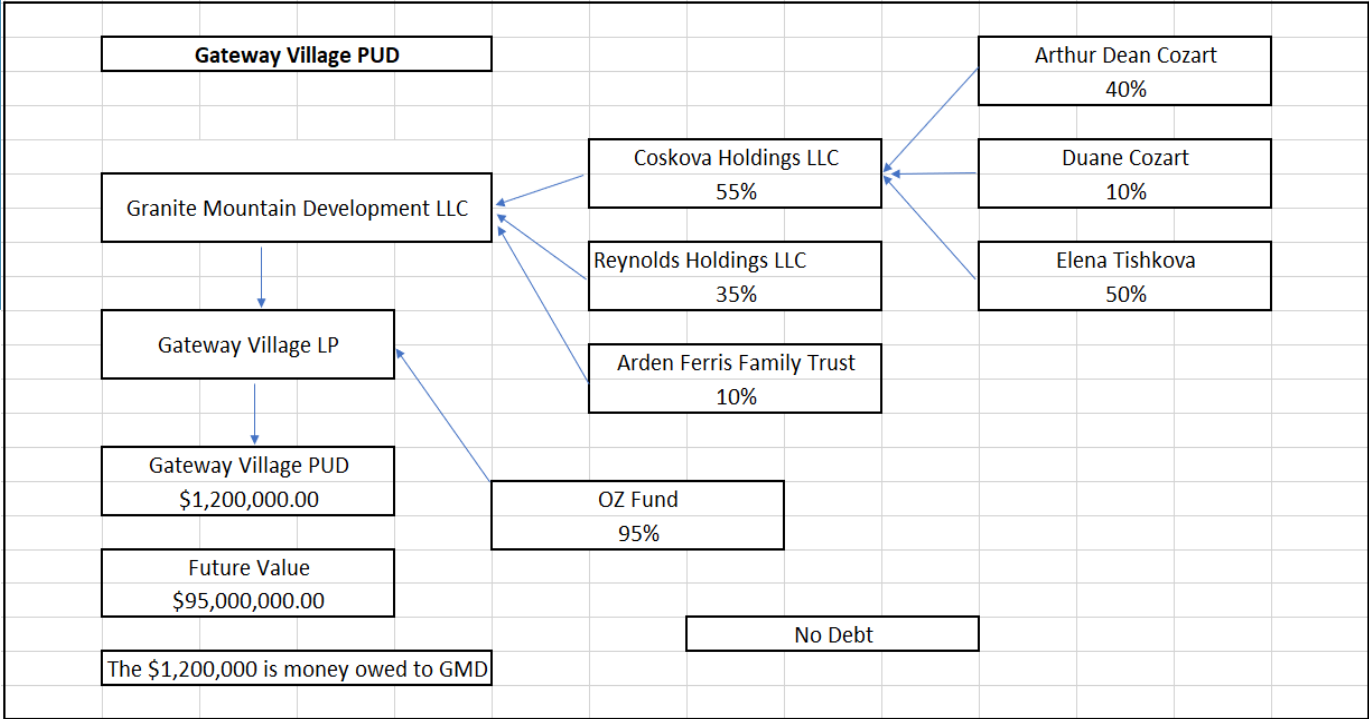 Gateway Village PUD
Arthur Dean Cozart
40%
Coskova Holdings LLC
55%
Duane Cozart
10%
Granite Mountain Development LLC
Reynolds Holdings LLC
35%
Elena Tishkova
50%
Gateway Village LP
Arden Ferris Family Trust
10%
Gateway Village PUD
$1,200,000.00
OZ Fund
95%
Future Value
$95,000,000.00
No Debt
The $1,200,000 is money owed to GMD